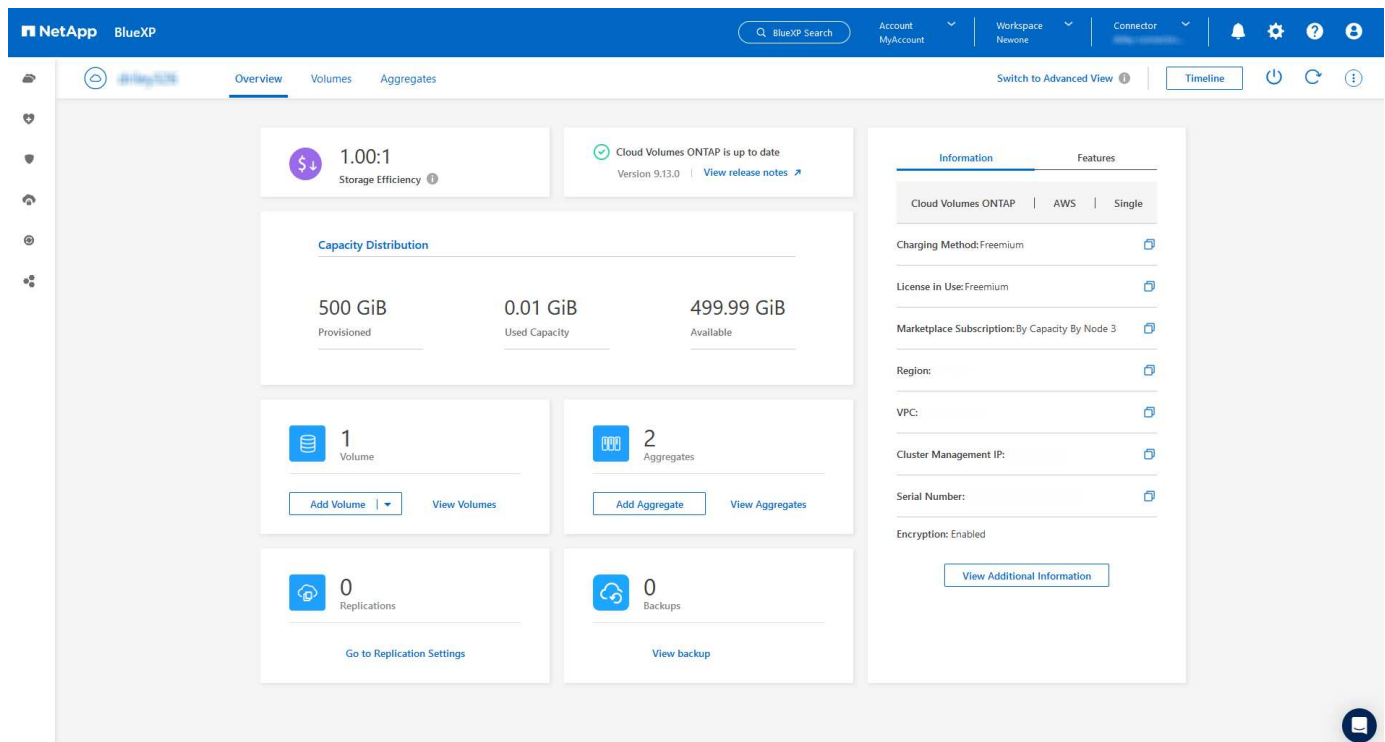 NetApp BlueXP
BlueXP Search
Account
MyAccount
Workspace
Newone
Connector
Overview Volumes Aggregates
Switch to Advanced View
Timeline
1.00:1
Storage Efficiency
Cloud Volumes ONTAP is up to date
Version 9.13.0 | View release notes
Capacity Distribution
500 GiB
Provisioned
0.01 GiB
Used Capacity
499.99 GiB
Available
1
Volume
Add Volume
View Volumes
2
Aggregates
Add Aggregate
View Aggregates
0
Replications
Go to Replication Settings
0
Backups
View backup
Information Features
Cloud Volumes ONTAP | AWS | Single
Charging Method: Freemium
License in Use: Freemium
Marketplace Subscription: By Capacity By Node 3
Region:
VPC:
Cluster Management IP:
Serial Number:
Encryption: Enabled
View Additional Information